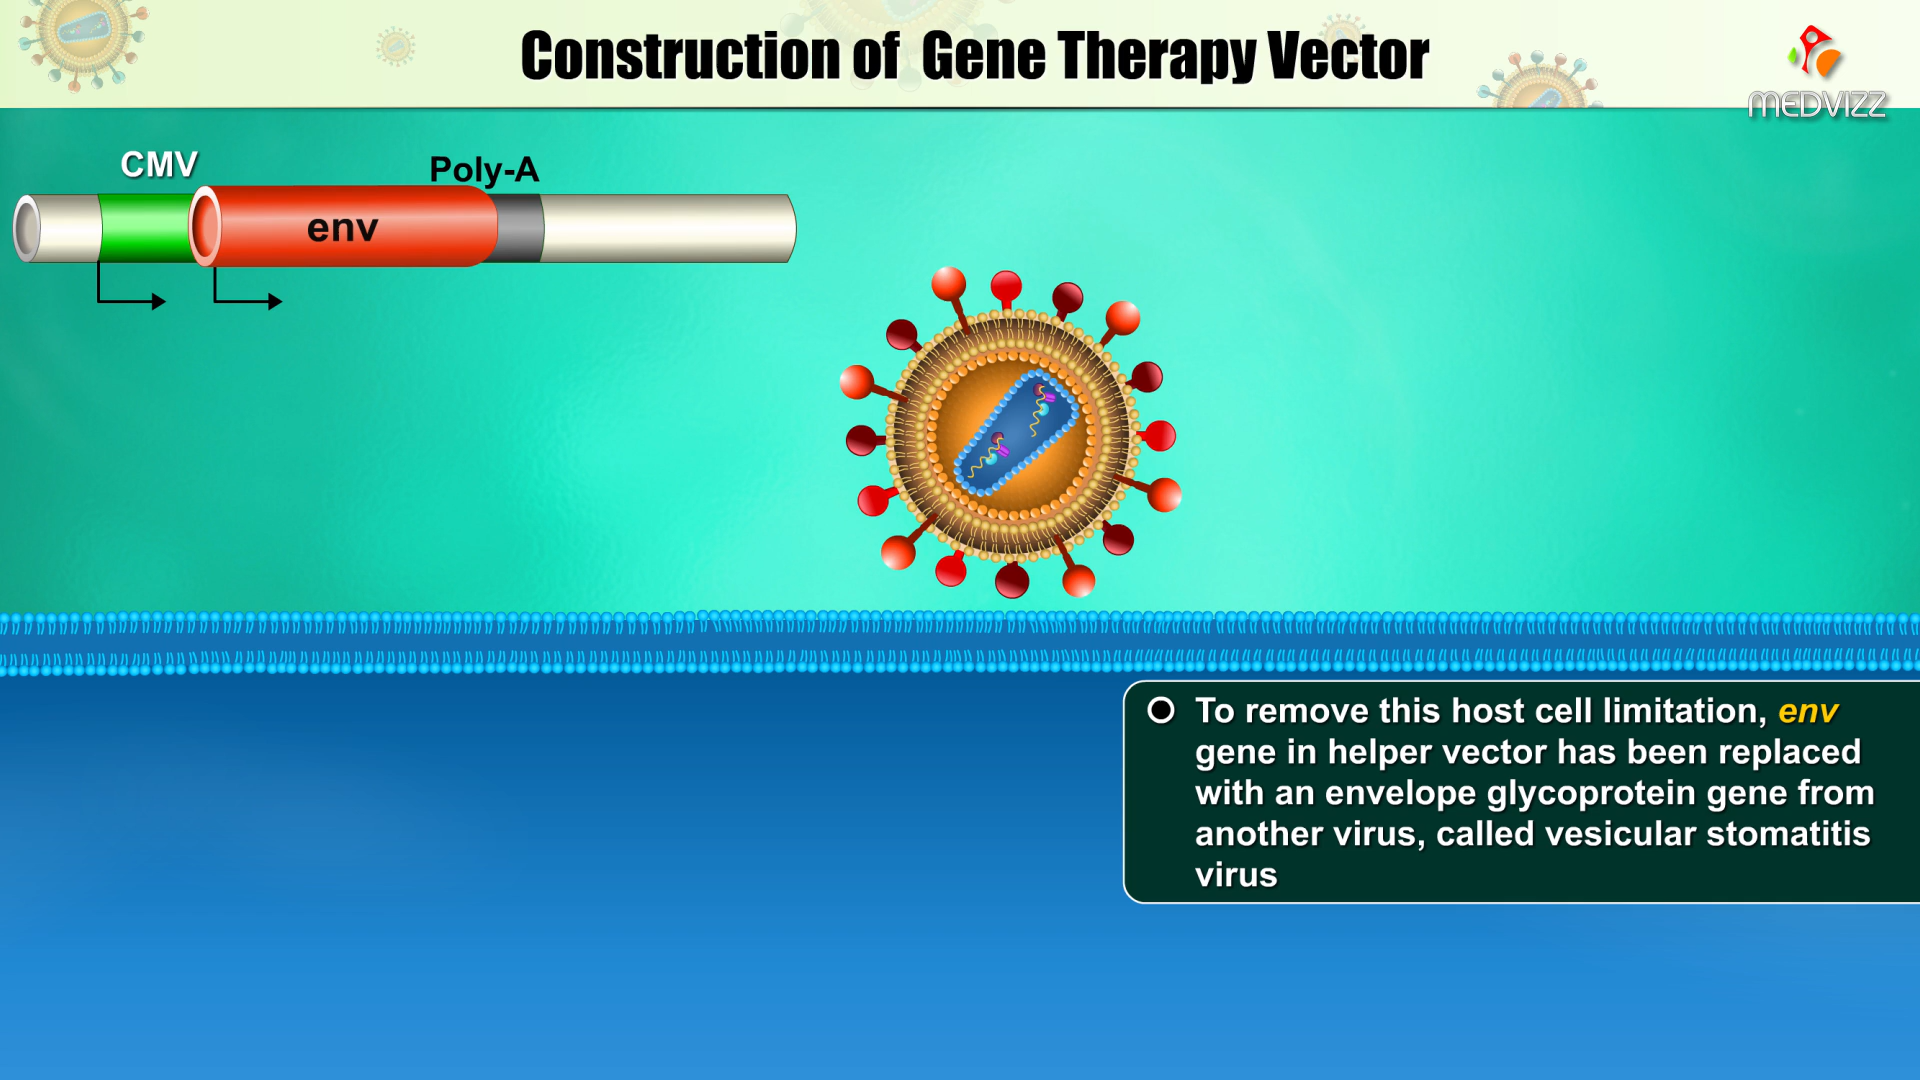 Construction of Gene Therapy Vector
MEDVIZZ
CMV
Poly-A
env
To remove this host cell limitation, env
gene in helper vector has been replaced
with an envelope glycoprotein gene from
another virus, called vesicular stomatitis
virus